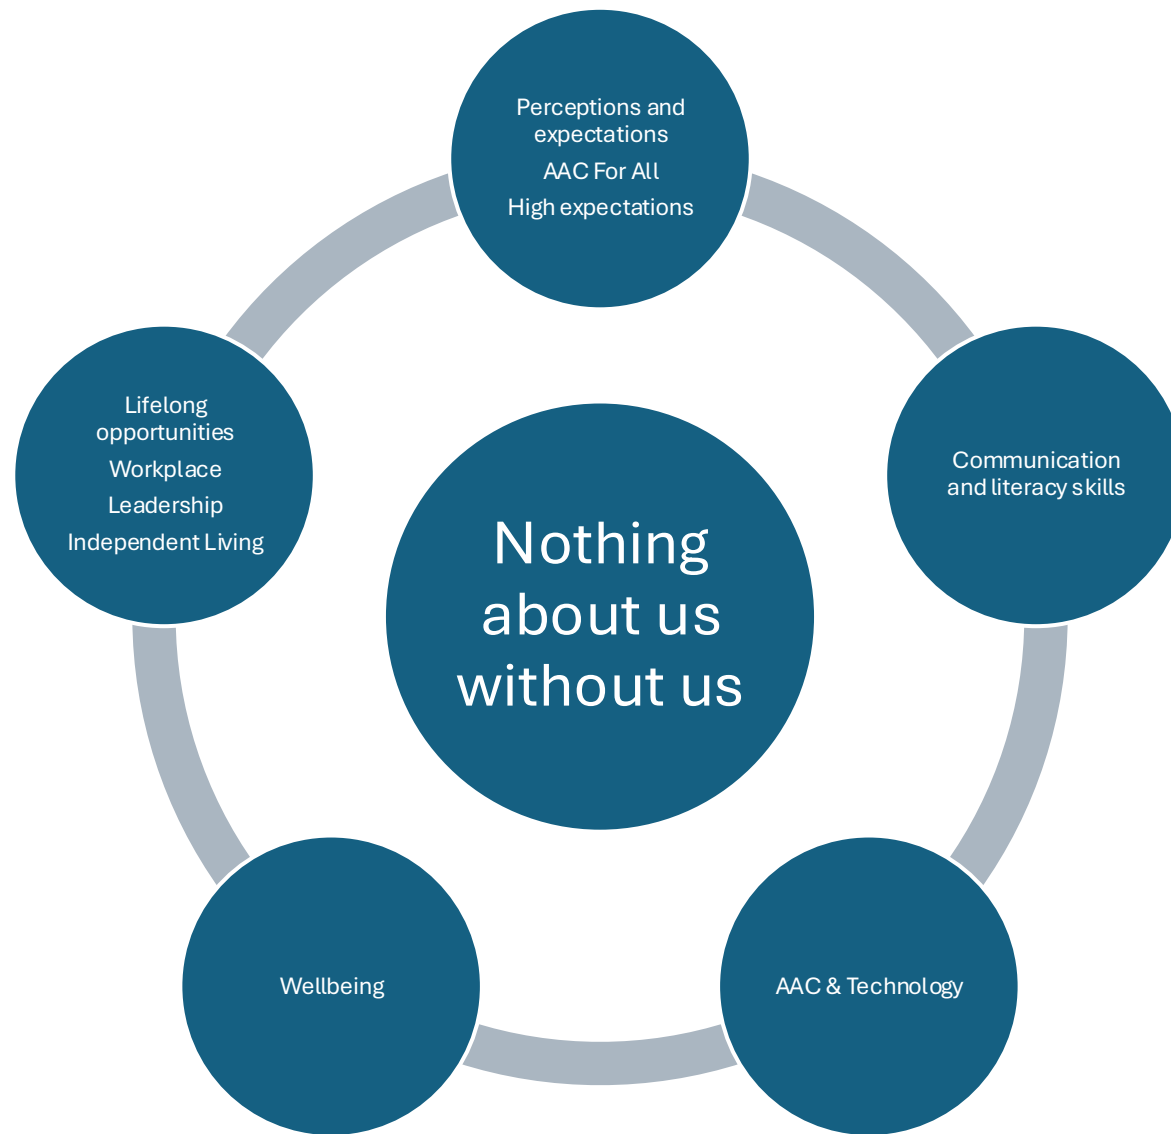 Perceptions and
expectations
AAC For All
High expectations
Communication
and literacy skills
AAC & Technology
Wellbeing
Lifelong
opportunities
Workplace
Leadership
Independent Living
Nothing
about us
without us